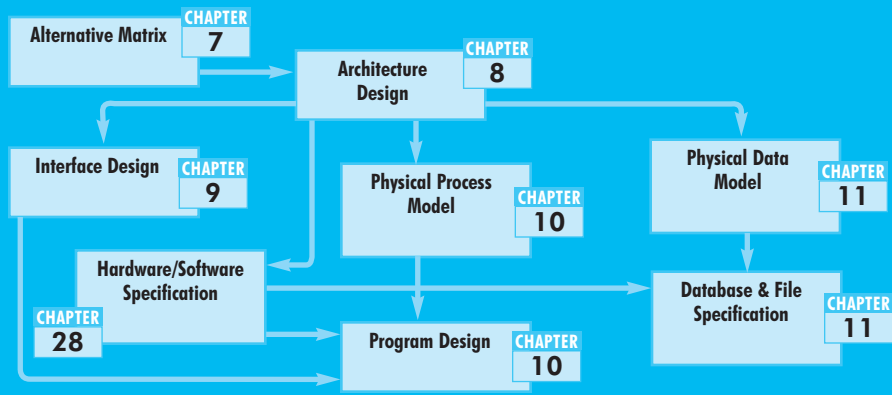 Alternative Matrix
CHAPTER
7
Architecture
Design
CHAPTER
8
Interface Design
CHAPTER
9
Physical Process
Model
CHAPTER
10
Physical Data
Model
CHAPTER
11
Hardware/Software
Specification
CHAPTER
28
Database & File
Specification
CHAPTER
11
Program Design
CHAPTER
10